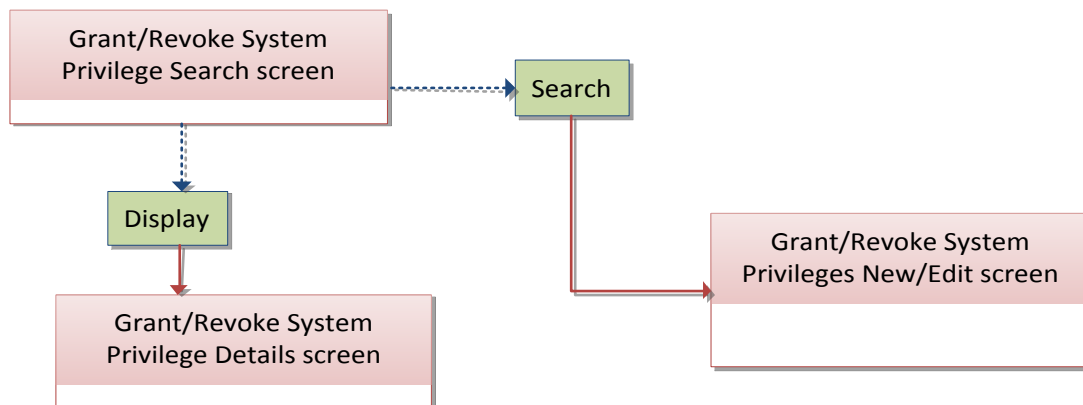 Grant/Revoke System
Privilege Search screen
Search
Display
Grant/Revoke System
Privileges New/Edit screen
Grant/Revoke System
Privilege Details screen